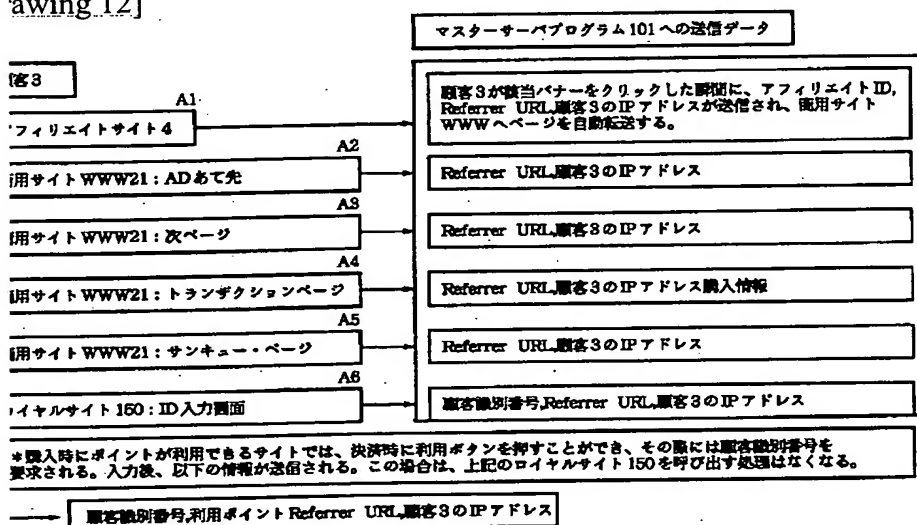 awing 12]
マスターサーバプログラム101への送信データ
客3
顧客3が該当バナーをクリックした瞬間に、アフィリエイトID,
Referrer URL,顧客3のIPアドレスが送信され、商用サイト
WWWへページを自動転送する。
A1
フィリエイトサイト4
A2
用サイトWWW21:ADあて先
Referrer URL,顧客3のIPアドレス
A3
用サイトWWW21:次ページ
Referrer URL,顧客3のIPアドレス
A4
用サイトWWW21:トランザクションページ
Referrer URL,顧客3のIPアドレス購入情報
A5
用サイトWWW21:サンキュー・ページ
Referrer URL,顧客3のIPアドレス
A6
イヤルサイト150:ID入力画面
顧客識別番号,Referrer URL,顧客3のIPアドレス
*購入時にポイントが利用できるサイトでは、決済時に利用ボタンを押すことができ、その際には顧客識別番号を
要求される。入力後、以下の情報が送信される。この場合は、上記のロイヤルサイト150を呼び出す処理はなくなる。
顧客識別番号,利用ポイント Referrer URL,顧客3のIPアドレス